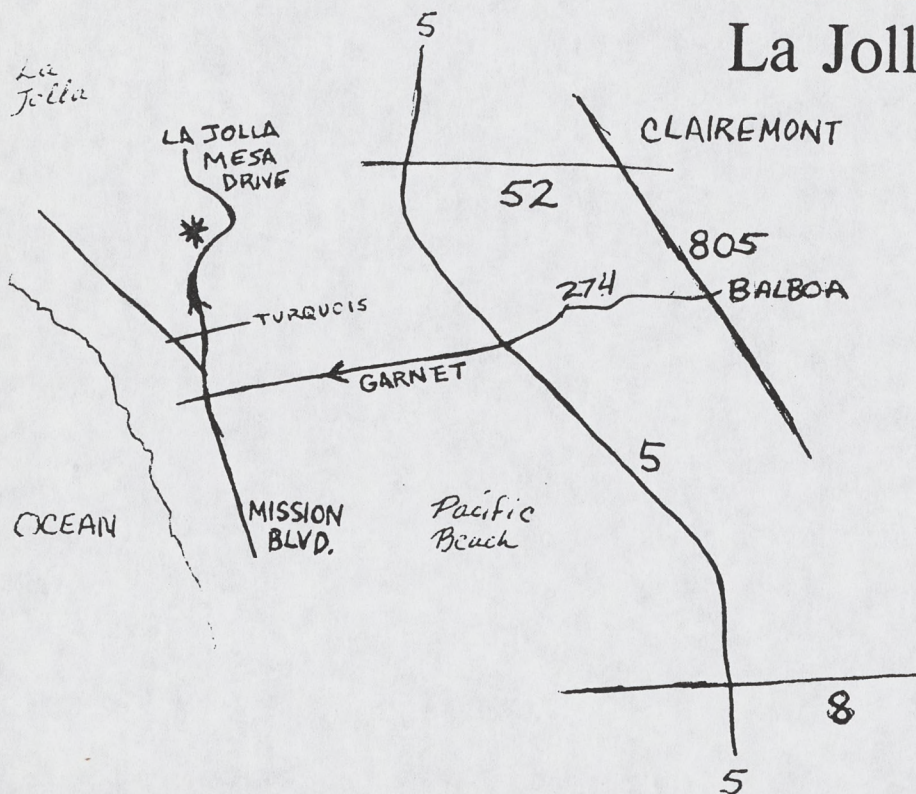 5
La Joll
La
Jolla
LA JOLLA
MESA
DRIVE
CLAIREMONT
52
805
274
BALBOA
TURQUOIS
GARNET
5
OCEAN
MISSION
BLVD.
Pacific
Beach
8
5